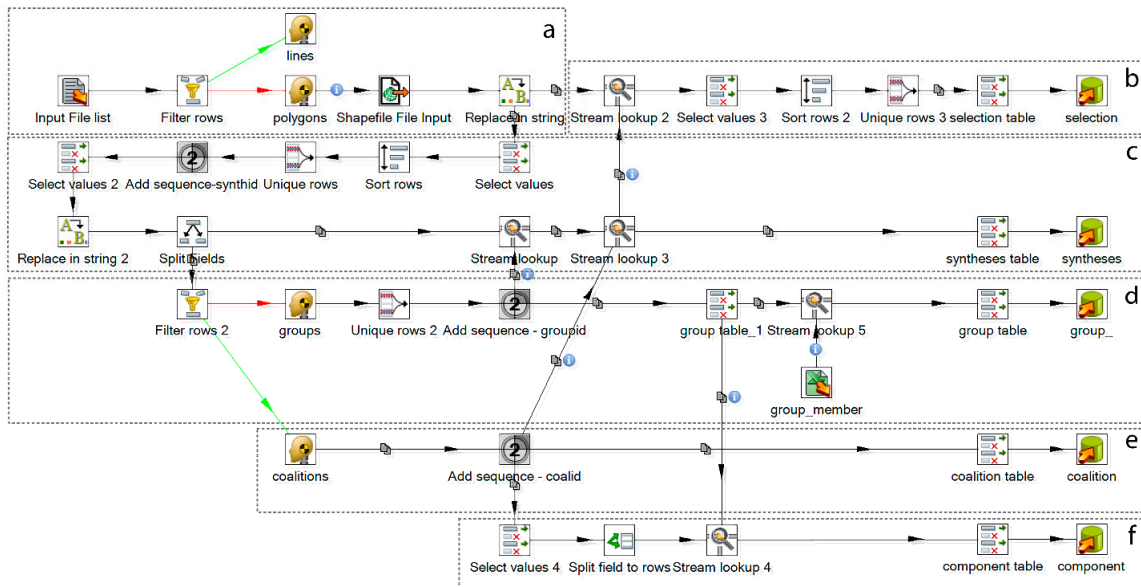 a
lines
b
Input File list
Filter rows
polygons
Shapefile File Input
Replace in string
Stream lookup 2
Select values 3
Sort rows 2
Unique rows 3
selection table
selection
c
Select values 2
Add sequence-synthid
Unique rows
Sort rows
Select values
Replace in string 2
Split fields
Stream lookup
Stream lookup 3
syntheses table
syntheses
d
Filter rows 2
groups
Unique rows 2
Add sequence - groupid
group table_1
Stream lookup 5
group table
group_
group_member
e
coalitions
Add sequence - coalid
coalition table
coalition
f
Select values 4
Split field to rows
Stream lookup 4
component table
component